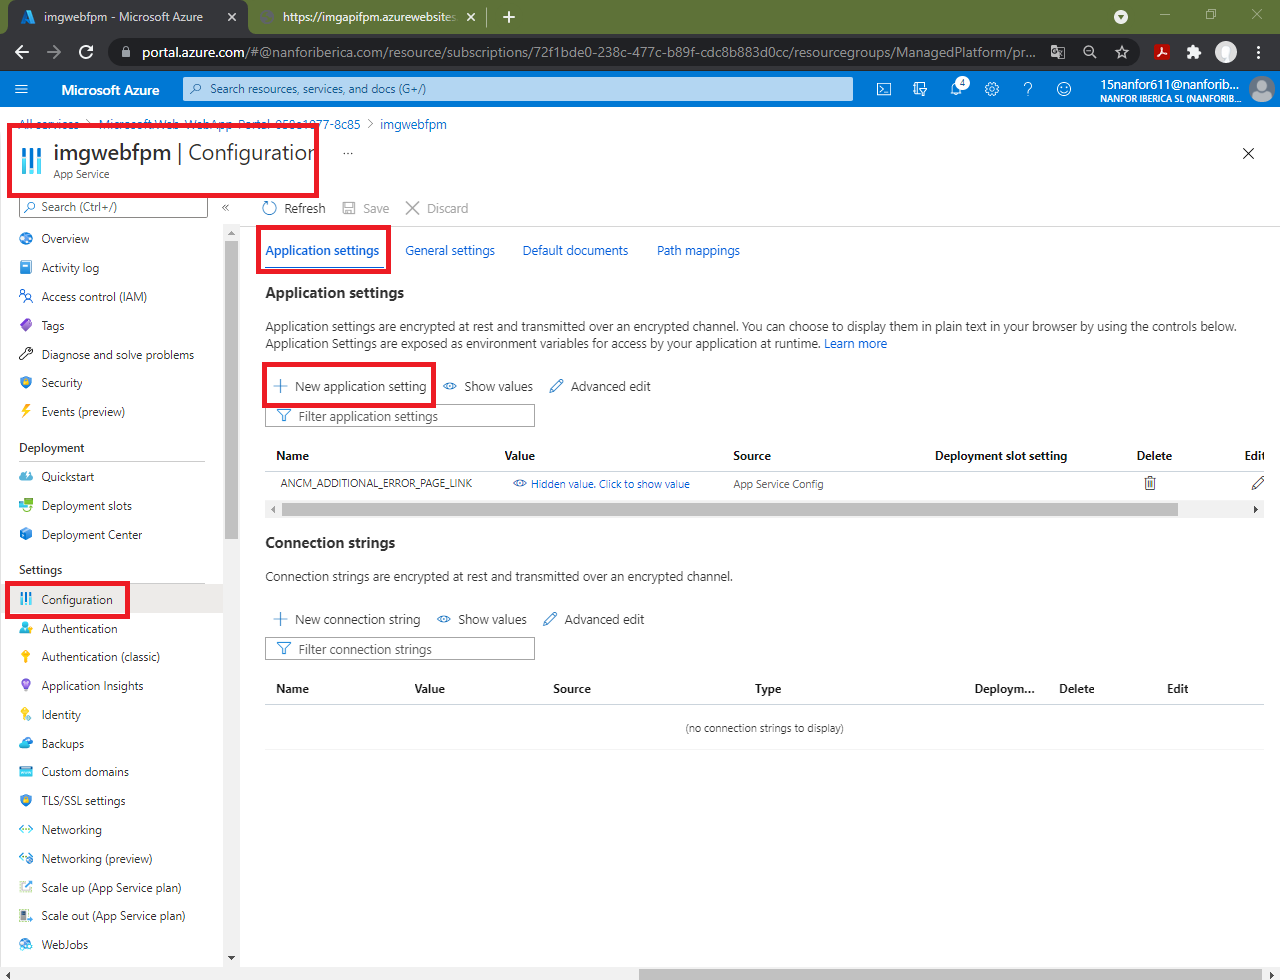 imgwebfpm - Microsoft Azure
https://imgapifpm.azurewebsites
portal.azure.com/#@nanforiberica.com/resource/subscriptions/72f1bde0-238c-477c-b89f-cdc8b883d0cc/resourcegroups/ManagedPlatform/pr...
Microsoft Azure
Search resources, services, and docs (G+/)
4
15nanfor611@nanforib...
NANFOR IBERICA SL (NANFORIB...
All services > Microsoft.Web-WebApp-Portal-858e1077-8c85 > imgwebfpm
imgwebfpm | Configuration
...
App Service
Search (Ctrl+/)
«
Refresh
Save
Discard
Overview
Activity log
Access control (IAM)
Tags
Diagnose and solve problems
Security
Events (preview)
Deployment
Quickstart
Deployment slots
Deployment Center
Settings
Configuration
Authentication
Authentication (classic)
Application Insights
Identity
Backups
Custom domains
TLS/SSL settings
Networking
Networking (preview)
Scale up (App Service plan)
Scale out (App Service plan)
WebJobs
Application settings
General settings
Default documents
Path mappings
Application settings
Application settings are encrypted at rest and transmitted over an encrypted channel. You can choose to display them in plain text in your browser by using the controls below.
Application Settings are exposed as environment variables for access by your application at runtime. Learn more
New application setting
Show values
Advanced edit
Filter application settings
Name Value Source Deployment slot setting Delete Edit
ANCM_ADDITIONAL_ERROR_PAGE_LINK Hidden value. Click to show value App Service Config
Connection strings
Connection strings are encrypted at rest and transmitted over an encrypted channel.
New connection string
Show values
Advanced edit
Filter connection strings
Name Value Source Type Deploym... Delete Edit
(no connection strings to display)